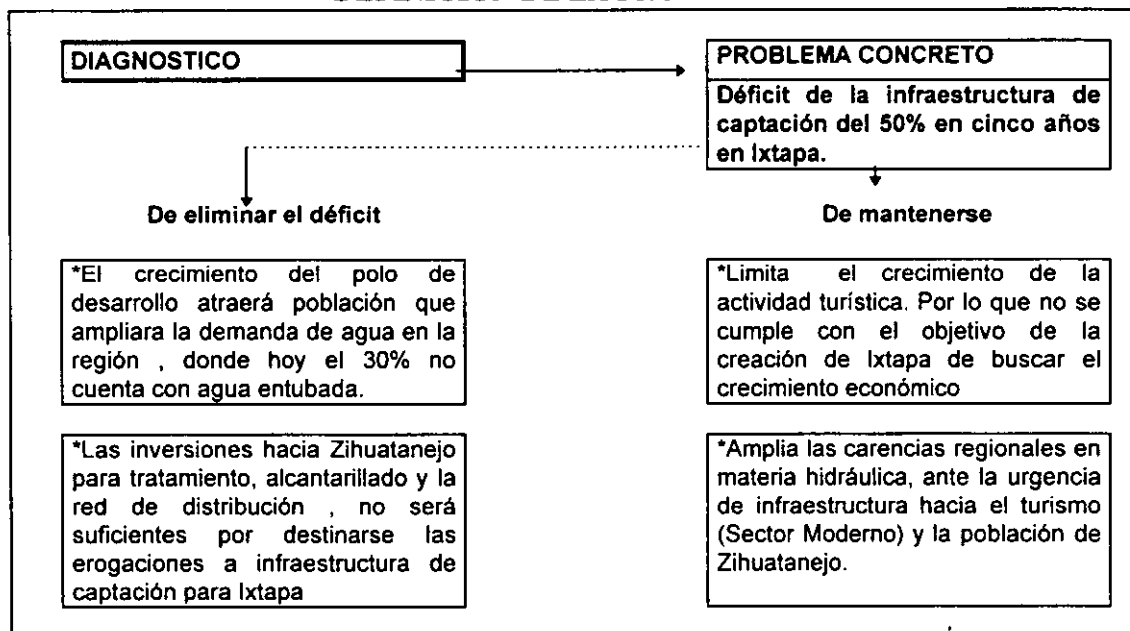 DIAGNOSTICO
PROBLEMA CONCRETO
Déficit de la infraestructura de
captación del 50% en cinco años
en Ixtapa.
De eliminar el déficit
De mantenerse
*El crecimiento del polo de
desarrollo atraerá población que
ampliara la demanda de agua en la
región , donde hoy el 30% no
cuenta con agua entubada.
*Limita el crecimiento de la
actividad turística. Por lo que no se
cumple con el objetivo de la
creación de Ixtapa de buscar el
crecimiento económico
*Las inversiones hacia Zihuatanejo
para tratamiento, alcantarillado y la
red de distribución , no será
suficientes por destinarse las
erogaciones a infraestructura de
captación para Ixtapa
*Amplia las carencias regionales en
materia hidráulica, ante la urgencia
de infraestructura hacia el turismo
(Sector Moderno) y la población de
Zihuatanejo.